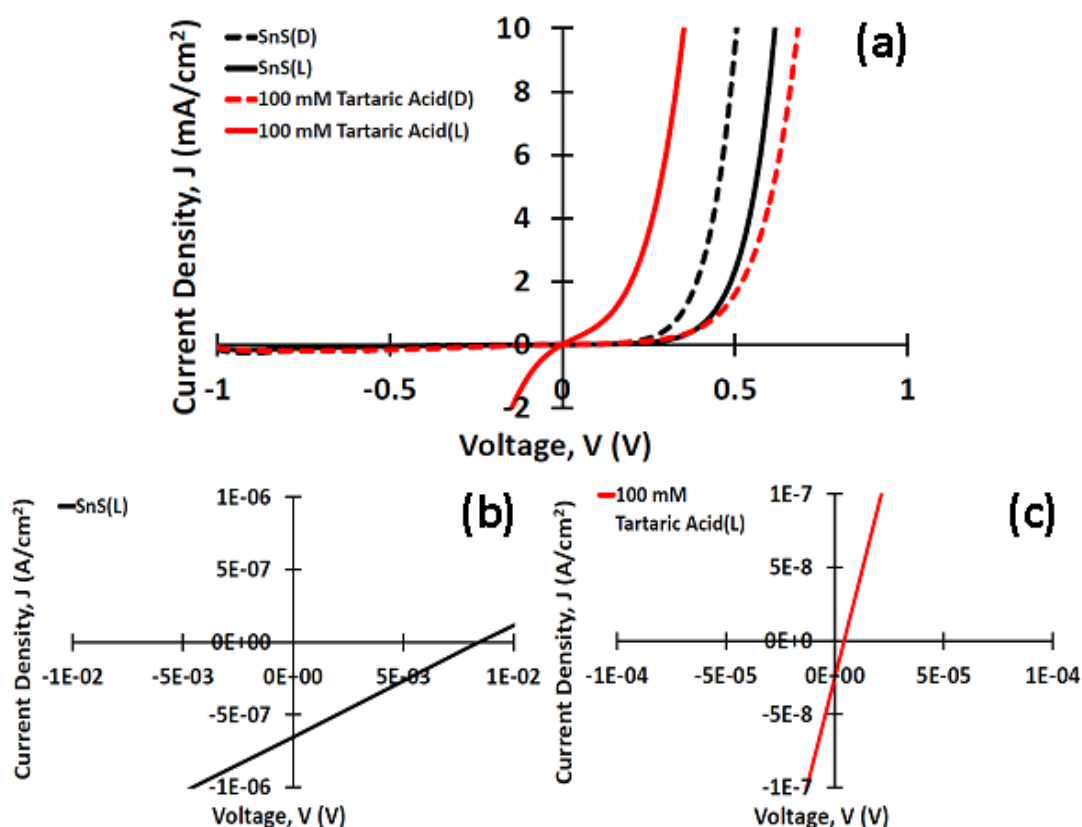 SnS(D)
SnS(L)
100 mM Tartaric Acid(D)
100 mM Tartaric Acid(L)
(a)
Current Density, J (mA/cm²)
10
8
6
4
2
0
-2
-1
-0.5
0
0.5
1
Voltage, V (V)
SnS(L)
(b)
Current Density, J (A/cm²)
1E-06
5E-07
0E+00
-5E-07
-1E-06
-1E-02
-5E-03
0E+00
5E-03
1E-02
Voltage, V (V)
100 mM
Tartaric Acid(L)
(c)
Current Density, J (A/cm²)
1E-7
5E-8
0E+0
-5E-8
-1E-7
-1E-04
-5E-05
0E+00
5E-05
1E-04
Voltage, V (V)